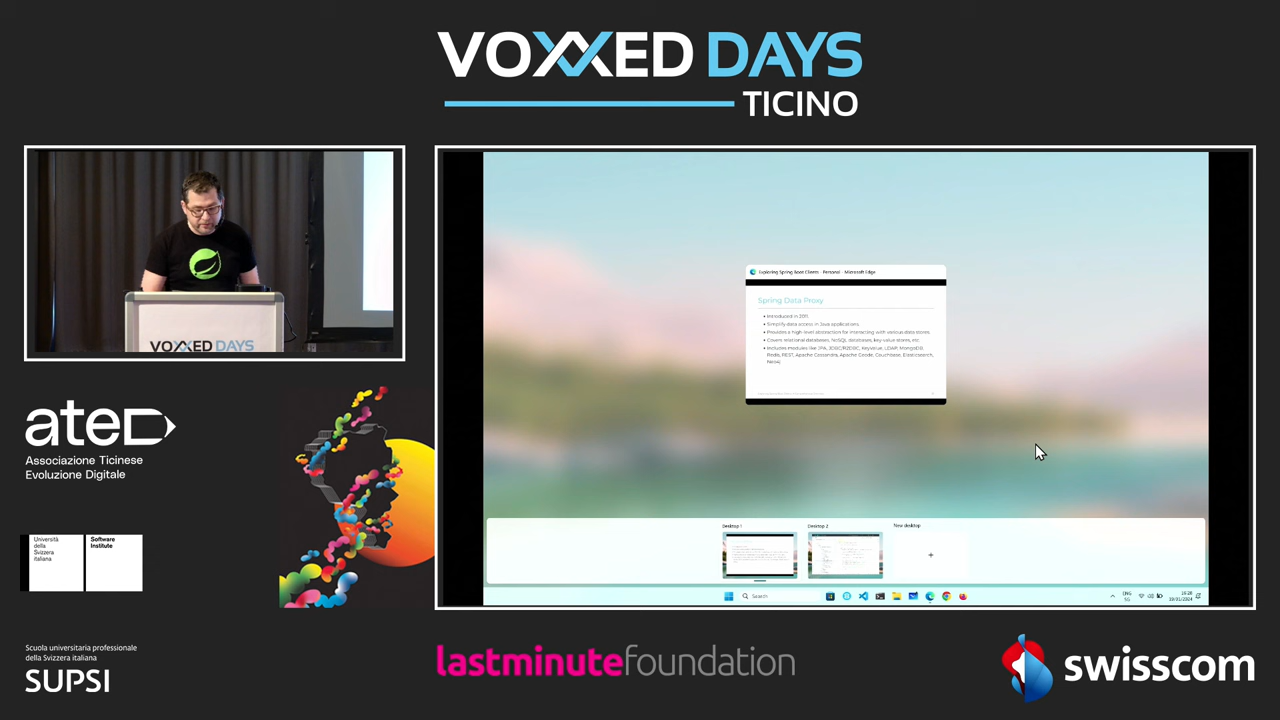 VOXXED DAYS
TICINO
VOXXED DAYS
Exploring Spring Boot Clients - Personal - Microsoft Edge
Spring Data Proxy
• Introduced in 2011.
• Simplify data access in Java applications.
• Provides a high-level abstraction for interacting with various data stores
• Covers relational databases, NoSQL databases, key-value stores, etc
• Includes modules like JPA, JDBC/R2DBC, KeyValue, LDAP, MongoDB,
Redis, REST, Apache Cassandra, Apache Geode, Couchbase, Elasticsearch,
Neo4j
Desktop 1
Desktop 2
New desktop
Search
ENG
19/01/2024
ateD
Associazione Ticinese
Evoluzione Digitale
Università
della
Svizzera
italiana
Software
Institute
Scuola universitaria professionale
della Svizzera italiana
SUPSI
lastminutefoundation
swisscom